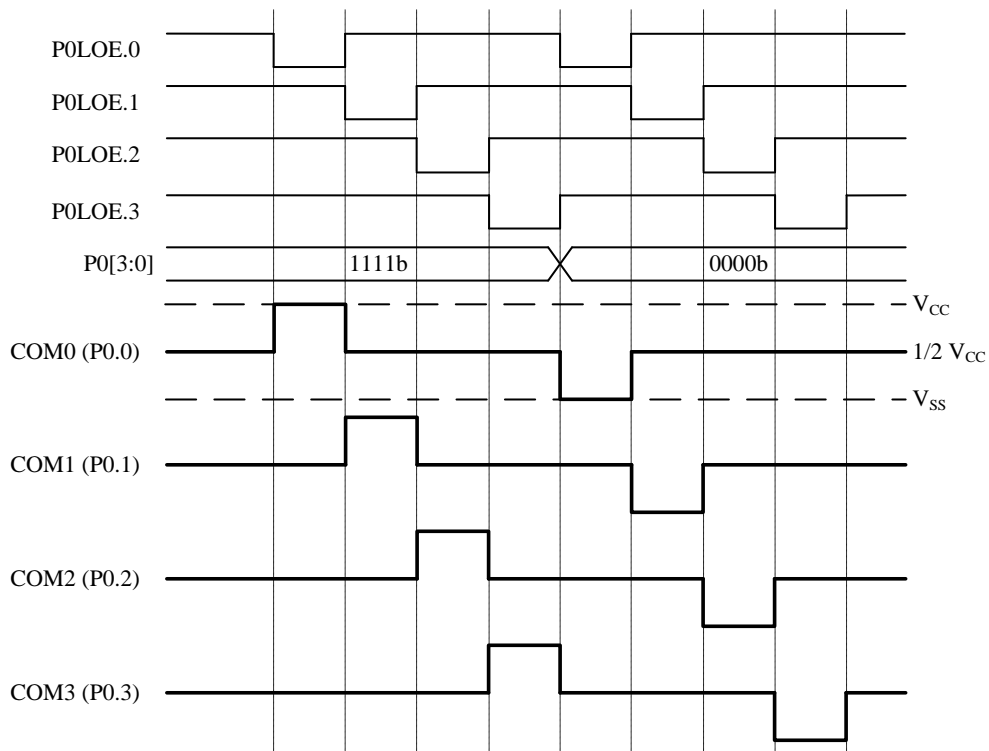 P0LOE.0
P0LOE.1
P0LOE.2
P0LOE.3
P0[3:0] 1111b 0000b
V_CC
COM0 (P0.0) 1/2 V_CC
V_SS
COM1 (P0.1)
COM2 (P0.2)
COM3 (P0.3)